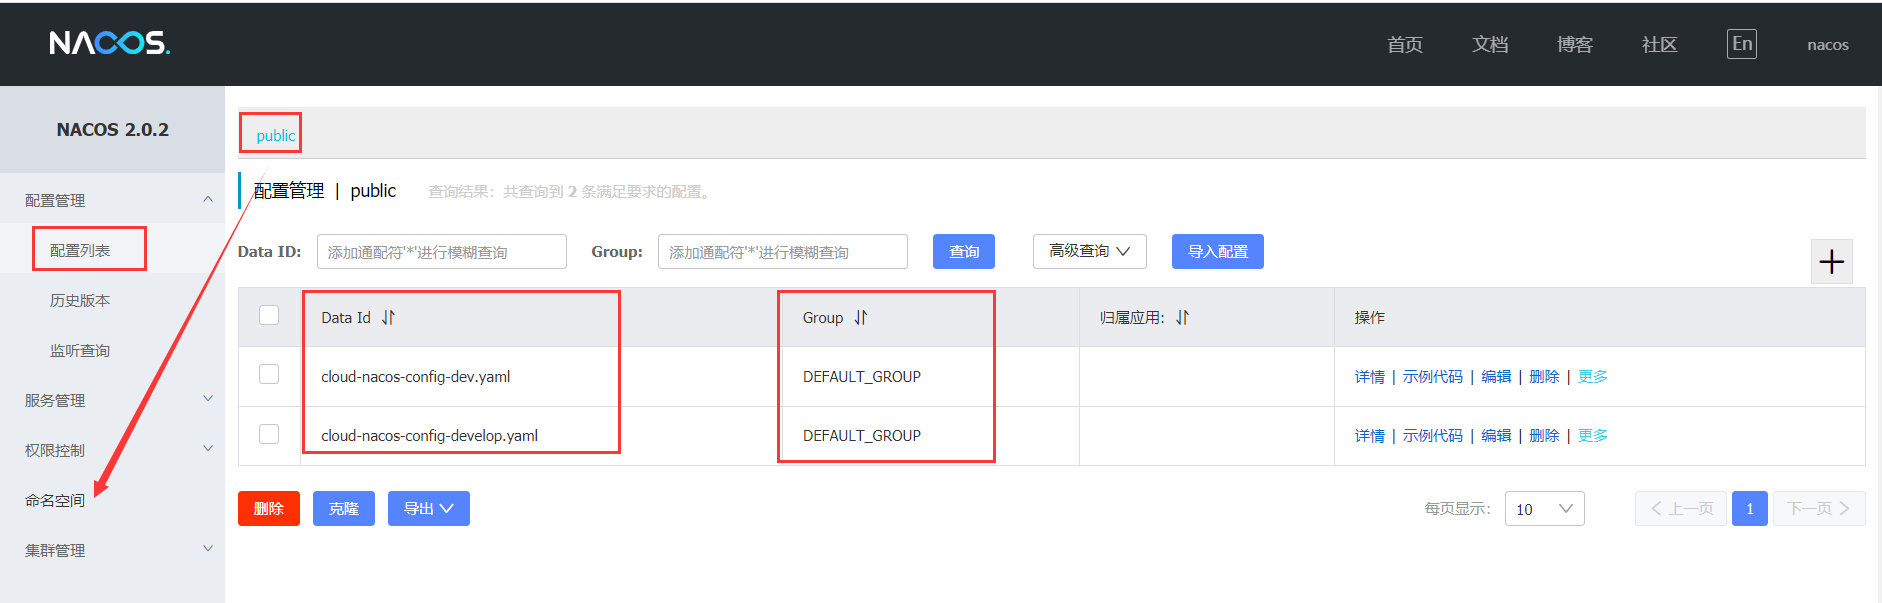 NACOS.
首页 文档 博客 社区 En nacos
NACOS 2.0.2
public
配置管理 | public 查询结果：共查询到 2 条满足要求的配置。
配置管理
配置列表
历史版本
监听查询
服务管理
权限控制
命名空间
集群管理
Data ID: 添加通配符'*'进行模糊查询 Group: 添加通配符'*'进行模糊查询 查询 高级查询 导入配置
Data Id Group 归属应用: 操作
cloud-nacos-config-dev.yaml DEFAULT_GROUP 详情 | 示例代码 | 编辑 | 删除 | 更多
cloud-nacos-config-develop.yaml DEFAULT_GROUP 详情 | 示例代码 | 编辑 | 删除 | 更多
删除 克隆 导出 每页显示: 10 上一页 1 下一页